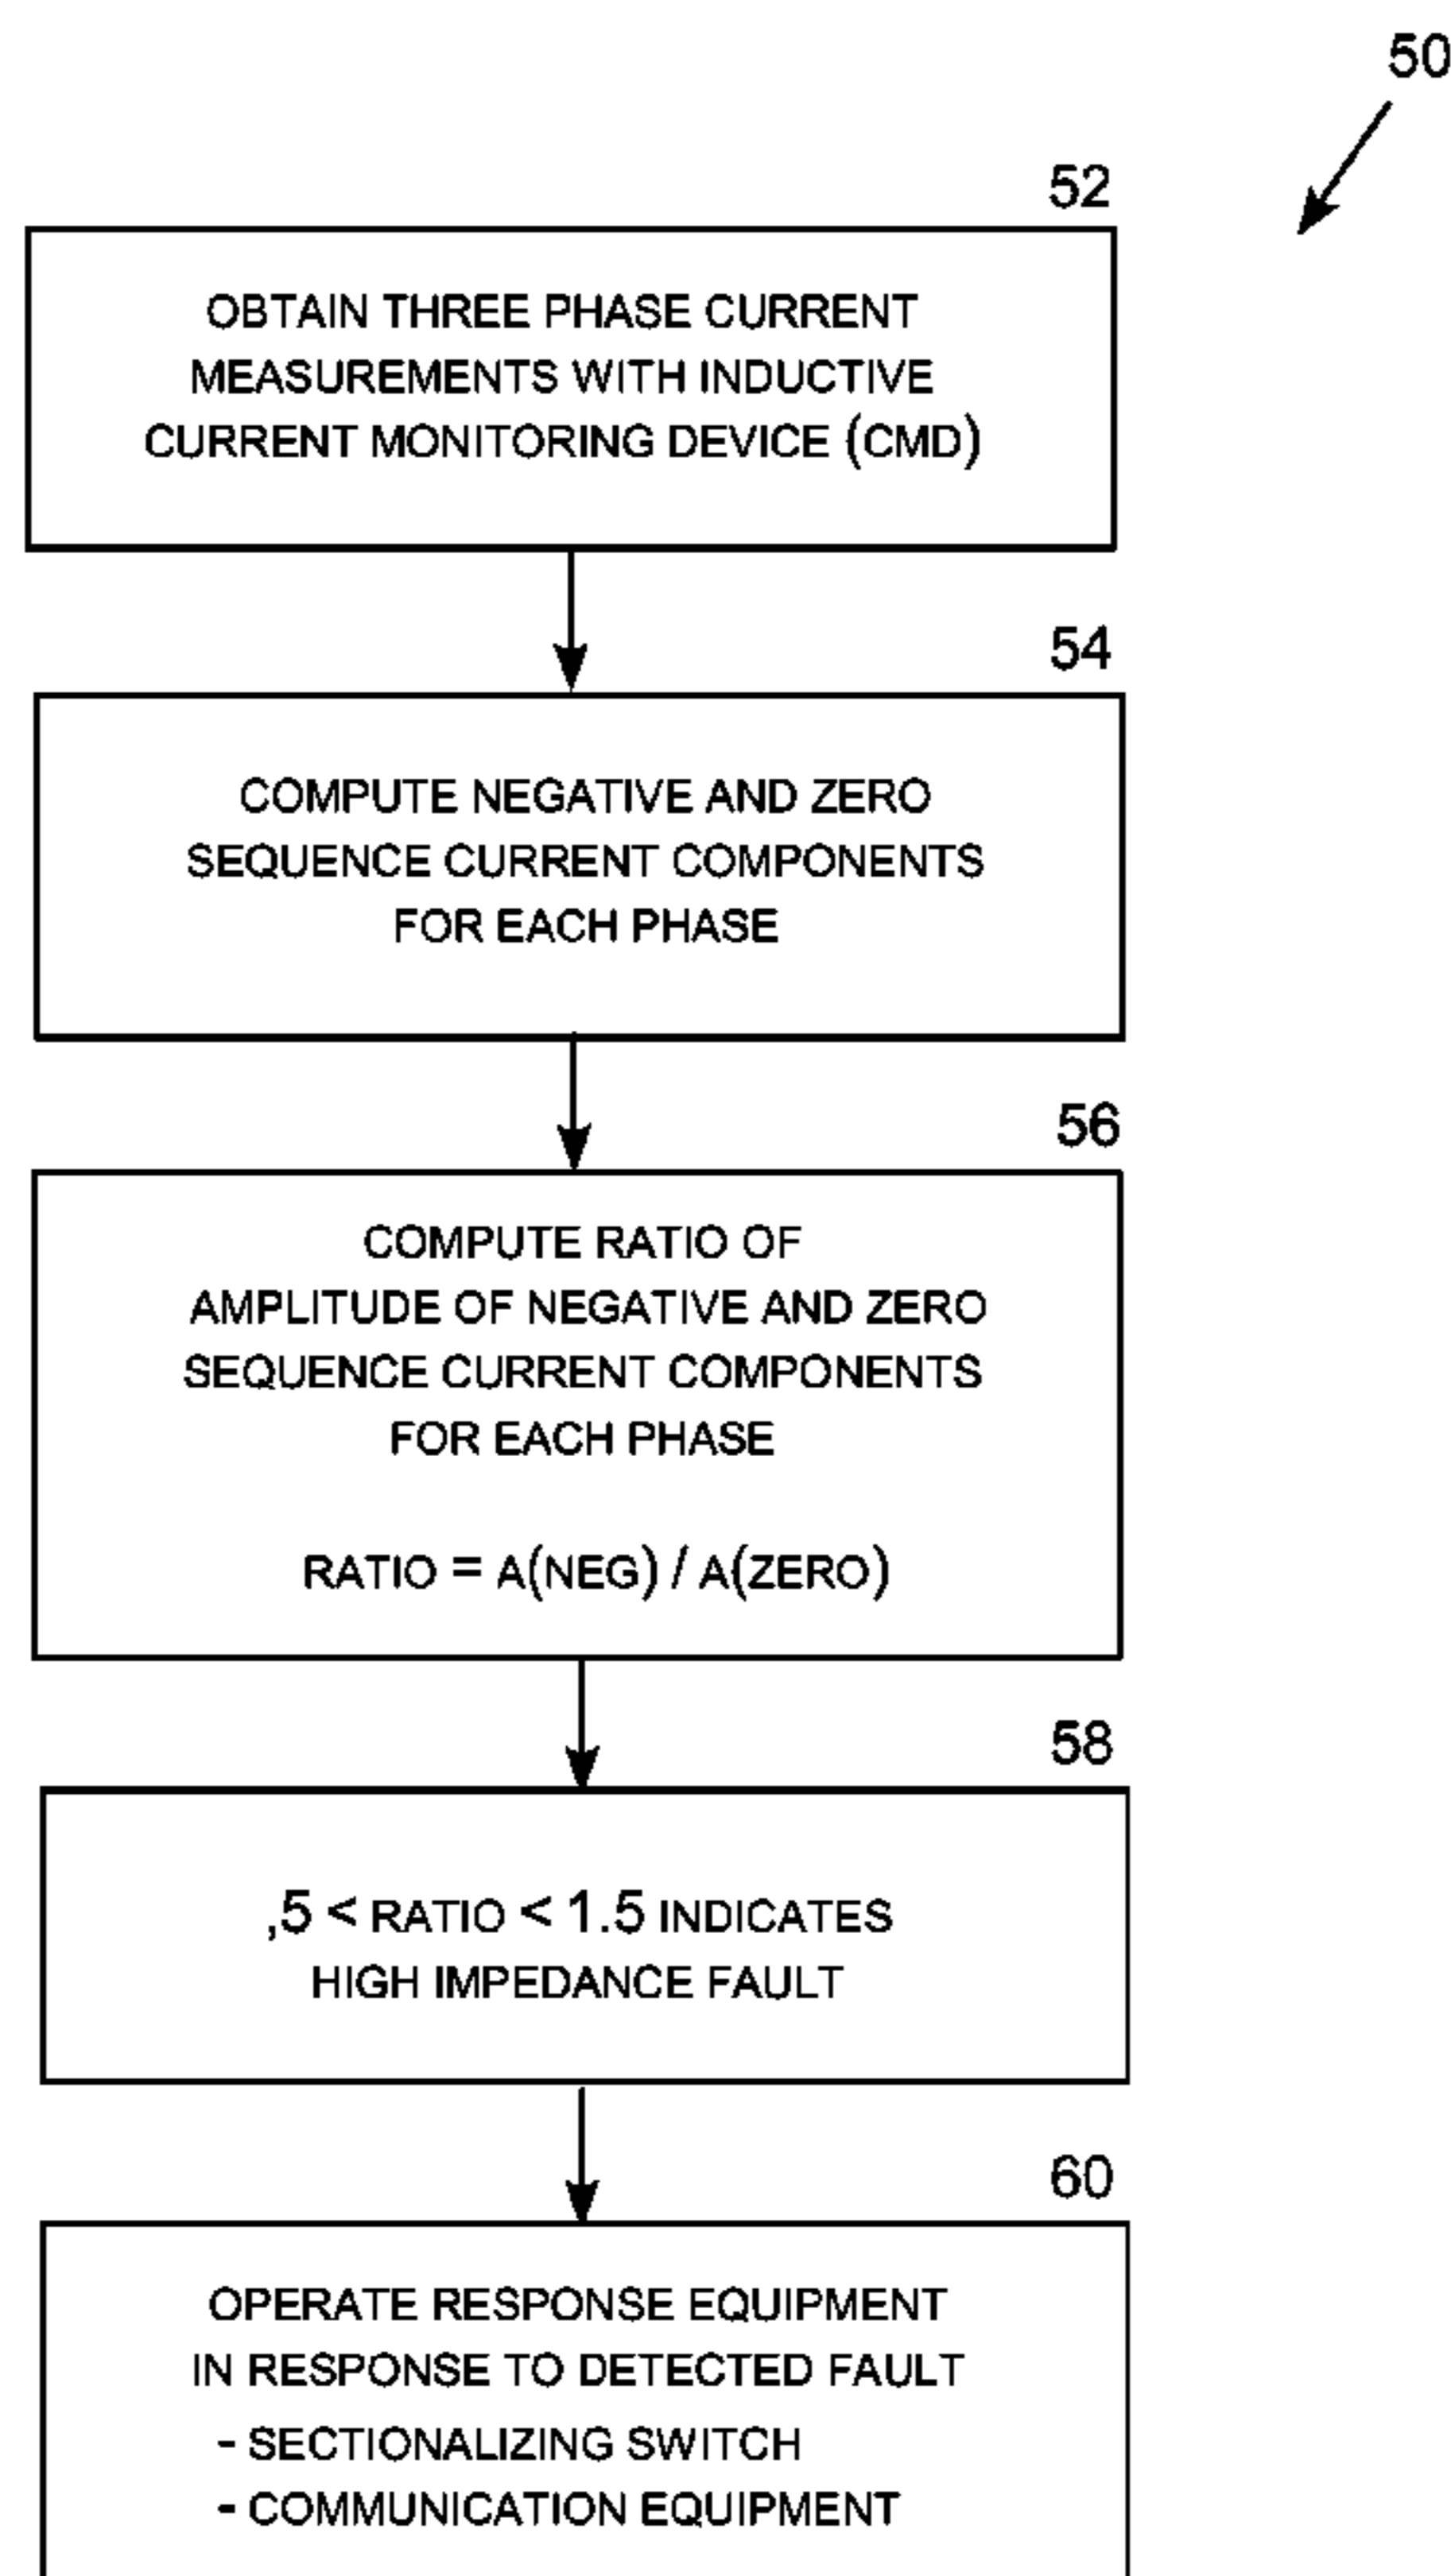 50
52
OBTAIN THREE PHASE CURRENT
MEASUREMENTS WITH INDUCTIVE
CURRENT MONITORING DEVICE (CMD)
54
COMPUTE NEGATIVE AND ZERO
SEQUENCE CURRENT COMPONENTS
FOR EACH PHASE
56
COMPUTE RATIO OF
AMPLITUDE OF NEGATIVE AND ZERO
SEQUENCE CURRENT COMPONENTS
FOR EACH PHASE
RATIO = A(NEG) / A(ZERO)
58
,5 < RATIO < 1.5 INDICATES
HIGH IMPEDANCE FAULT
60
OPERATE RESPONSE EQUIPMENT
IN RESPONSE TO DETECTED FAULT
- SECTIONALIZING SWITCH
- COMMUNICATION EQUIPMENT